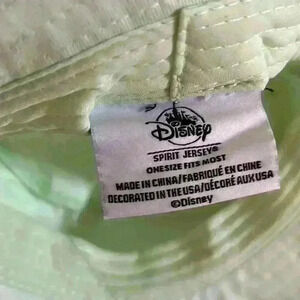 Disney
SPIRIT JERSEY®
ONESIZE FITS MOST
MADE IN CHINA/FABRIQUÉ EN CHINE
DECORATED IN THE USA/DECORÉ AUX USA
©Disney